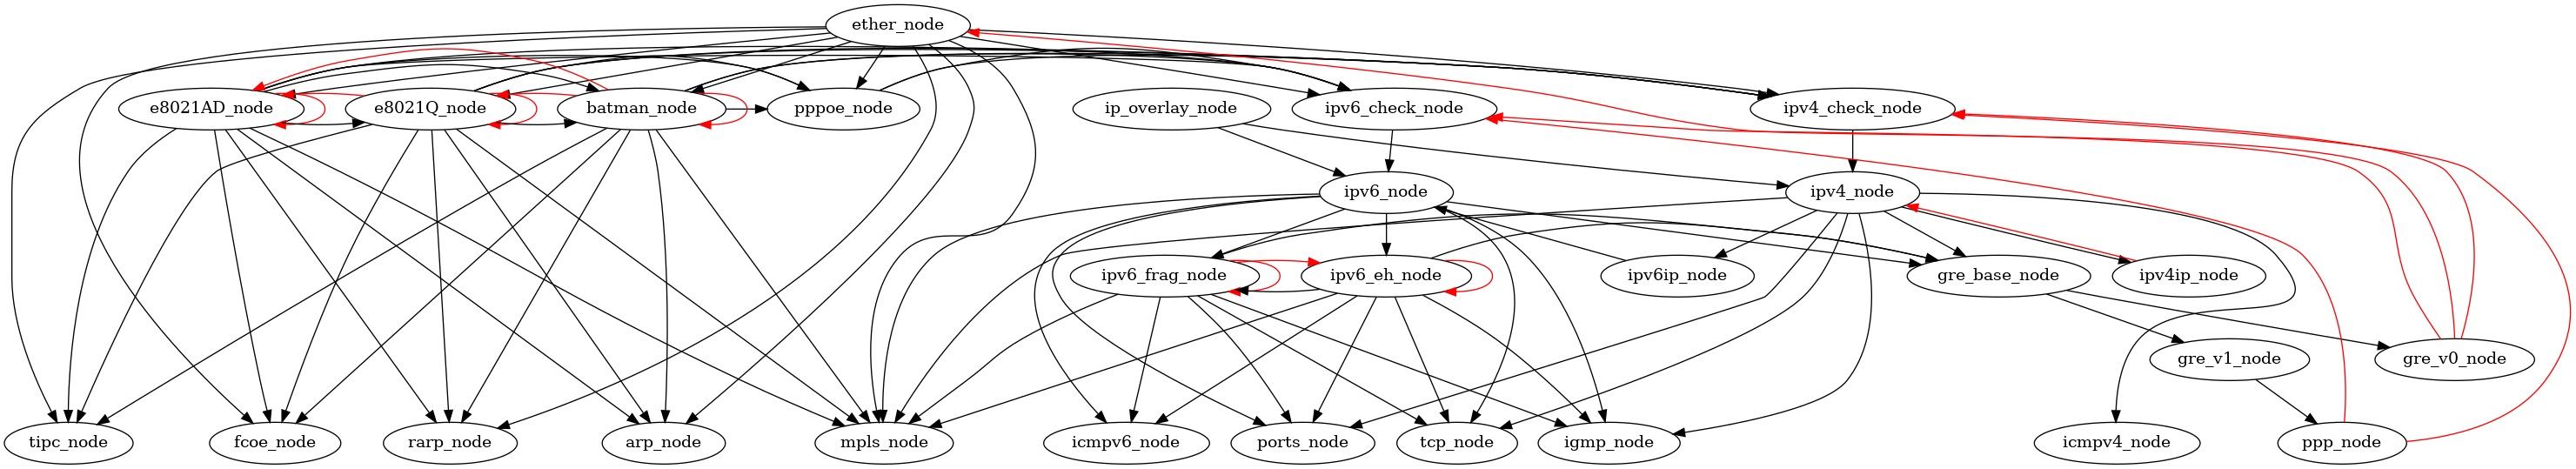 ether_node
e8021AD_node
e8021Q_node
batman_node
pppoe_node
ip_overlay_node
ipv6_check_node
ipv4_check_node
ipv6_node
ipv4_node
ipv6_frag_node
ipv6_eh_node
ipv6ip_node
gre_base_node
ipv4ip_node
gre_v1_node
gre_v0_node
tipc_node
fcoe_node
rarp_node
arp_node
mpls_node
icmpv6_node
ports_node
tcp_node
igmp_node
icmpv4_node
ppp_node